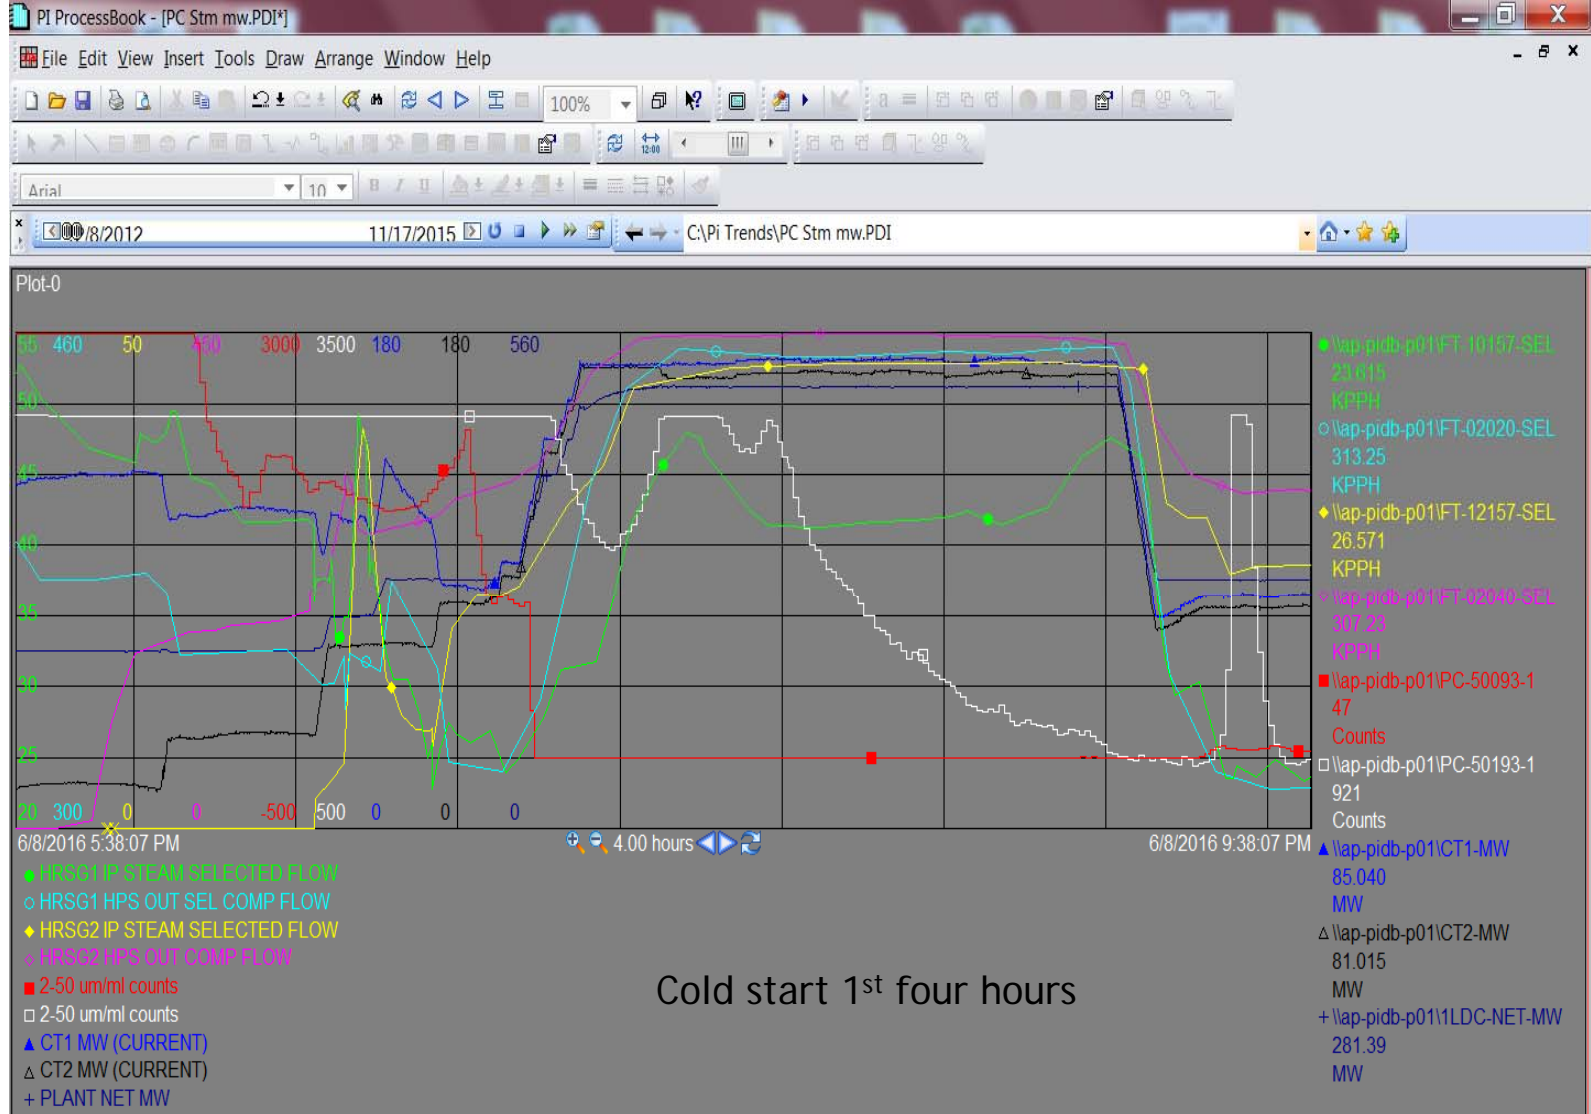 PI ProcessBook - [PC Stm mw.PDI*]
File Edit View Insert Tools Draw Arrange Window Help
100%
12:00
Arial 10 B I U
/8/2012 11/17/2015 C:\Pi Trends\PC Stm mw.PDI
Plot-0
55 460 50 460 3000 3500 180 180 560
50
45
40
35
30
25
20 300 0 0 -500 500 0 0 0
6/8/2016 5:38:07 PM 4.00 hours 6/8/2016 9:38:07 PM
\\ap-pidb-p01\FT-10157-SEL
23.615
KPPH
\\ap-pidb-p01\FT-02020-SEL
313.25
KPPH
\\ap-pidb-p01\FT-12157-SEL
26.571
KPPH
\\ap-pidb-p01\FT-02040-SEL
307.23
KPPH
\\ap-pidb-p01\PC-50093-1
47
Counts
\\ap-pidb-p01\PC-50193-1
921
Counts
\\ap-pidb-p01\CT1-MW
85.040
MW
\\ap-pidb-p01\CT2-MW
81.015
MW
\\ap-pidb-p01\1LDC-NET-MW
281.39
MW
HRSG1 IP STEAM SELECTED FLOW
HRSG1 HPS OUT SEL COMP FLOW
HRSG2 IP STEAM SELECTED FLOW
HRSG2 HPS OUT COMP FLOW
2-50 um/ml counts
2-50 um/ml counts
CT1 MW (CURRENT)
CT2 MW (CURRENT)
PLANT NET MW
Cold start 1st four hours